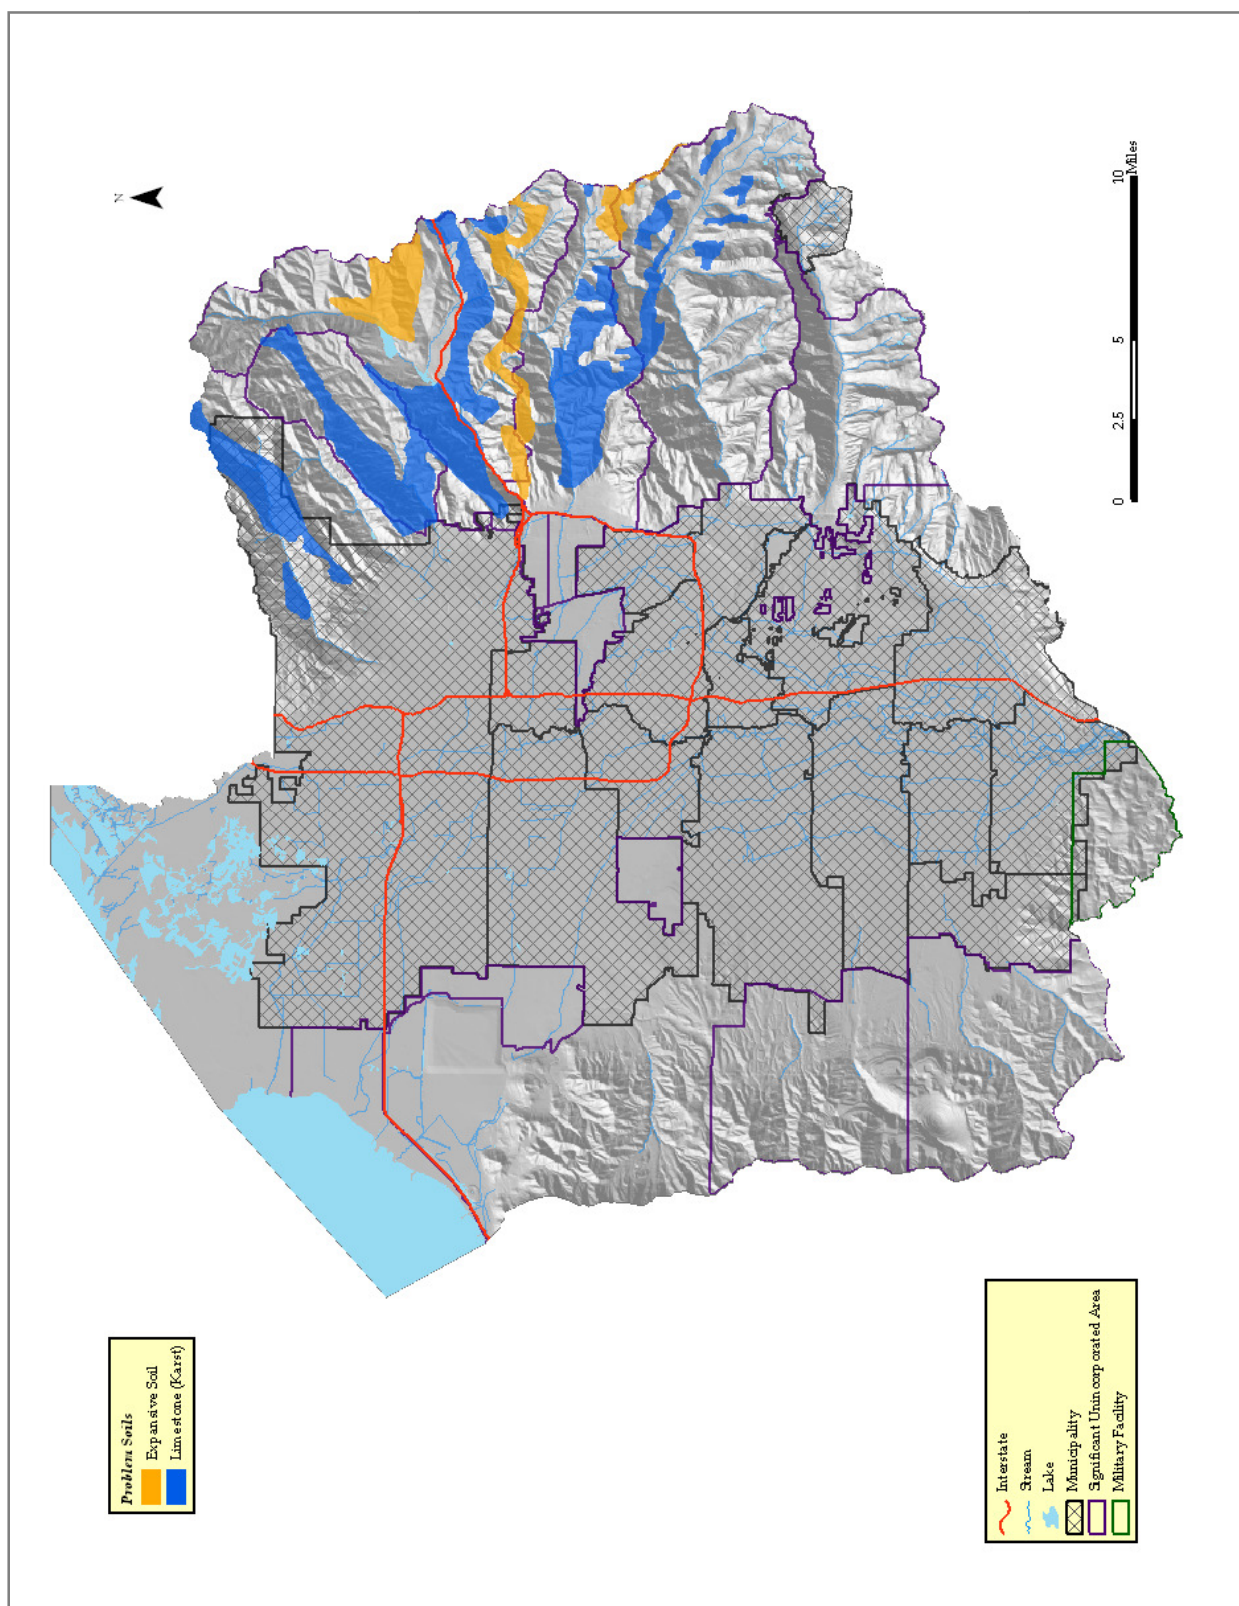 N
10
Miles
5
2.5
0
Problem Soils
Expansive Soil
Limestone (Karst)
Interstate
Stream
Lake
Municipality
Significant Unincorporated Area
Military Facility